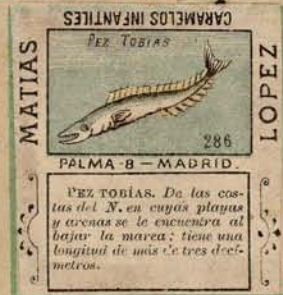 CARAMELOS INFANTILES
MATIAS
LOPEZ
PEZ TOBIAS
286
PALMA-8-MADRID.
PEZ TOBÍAS. De las cos-
tas del N. en cuyas playas
y arenas se le encuentra al
bajar la marea; tiene una
longitud de más de tres decí-
metros.